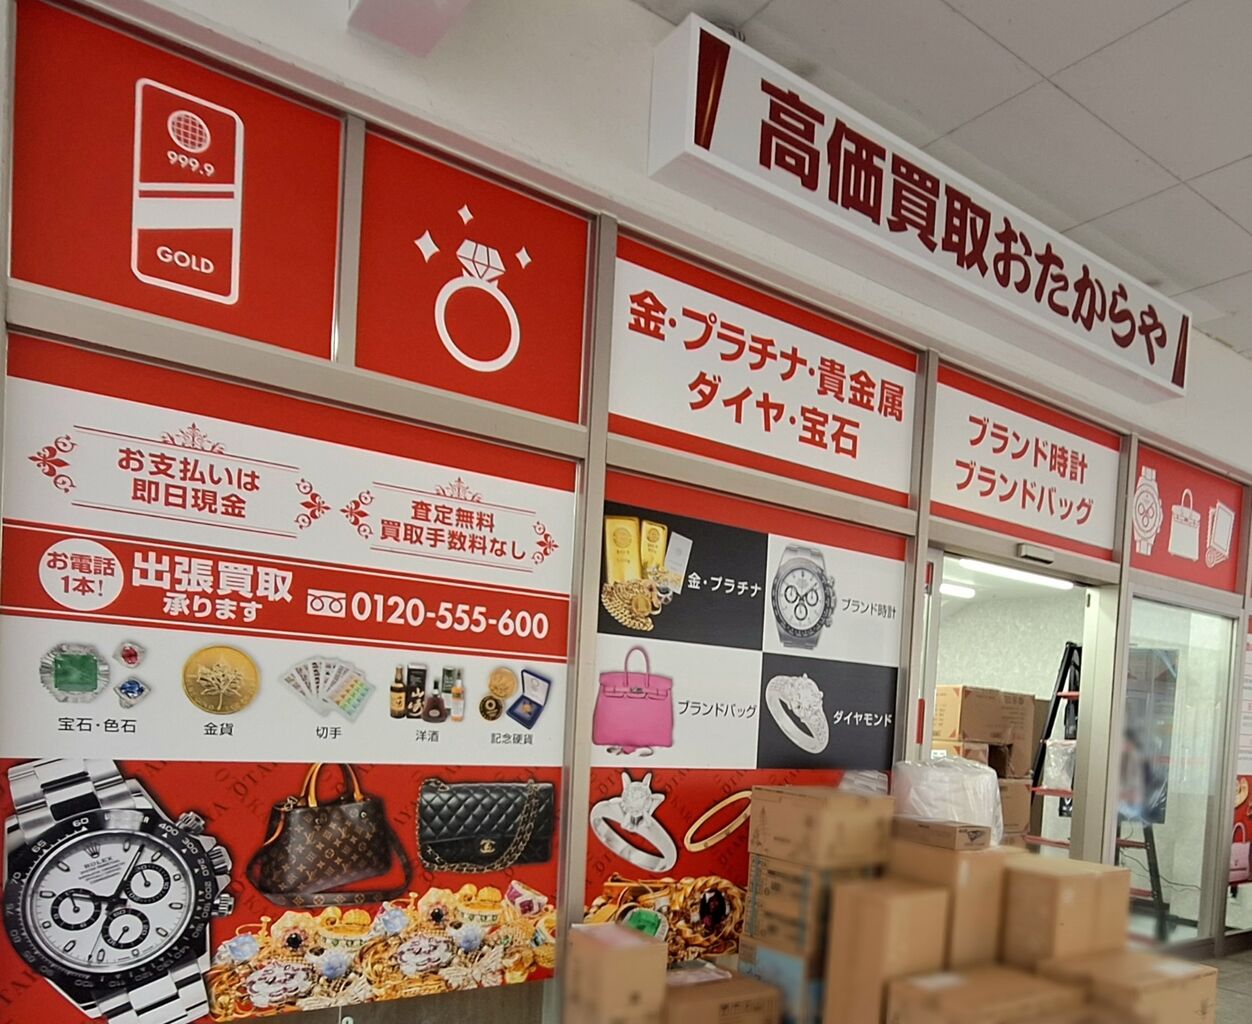 高価買取おたからや
999.9
GOLD
金・プラチナ・貴金属
ダイヤ・宝石
ブランド時計
ブランドバッグ
お支払いは
即日現金
査定無料
買取手数料なし
お電話
1本!
出張買取
承ります
0120-555-600
宝石・色石
金貨
切手
洋酒
記念硬貨
金・プラチナ
ブランド時計
ブランドバッグ
ダイヤモンド
ROLEX